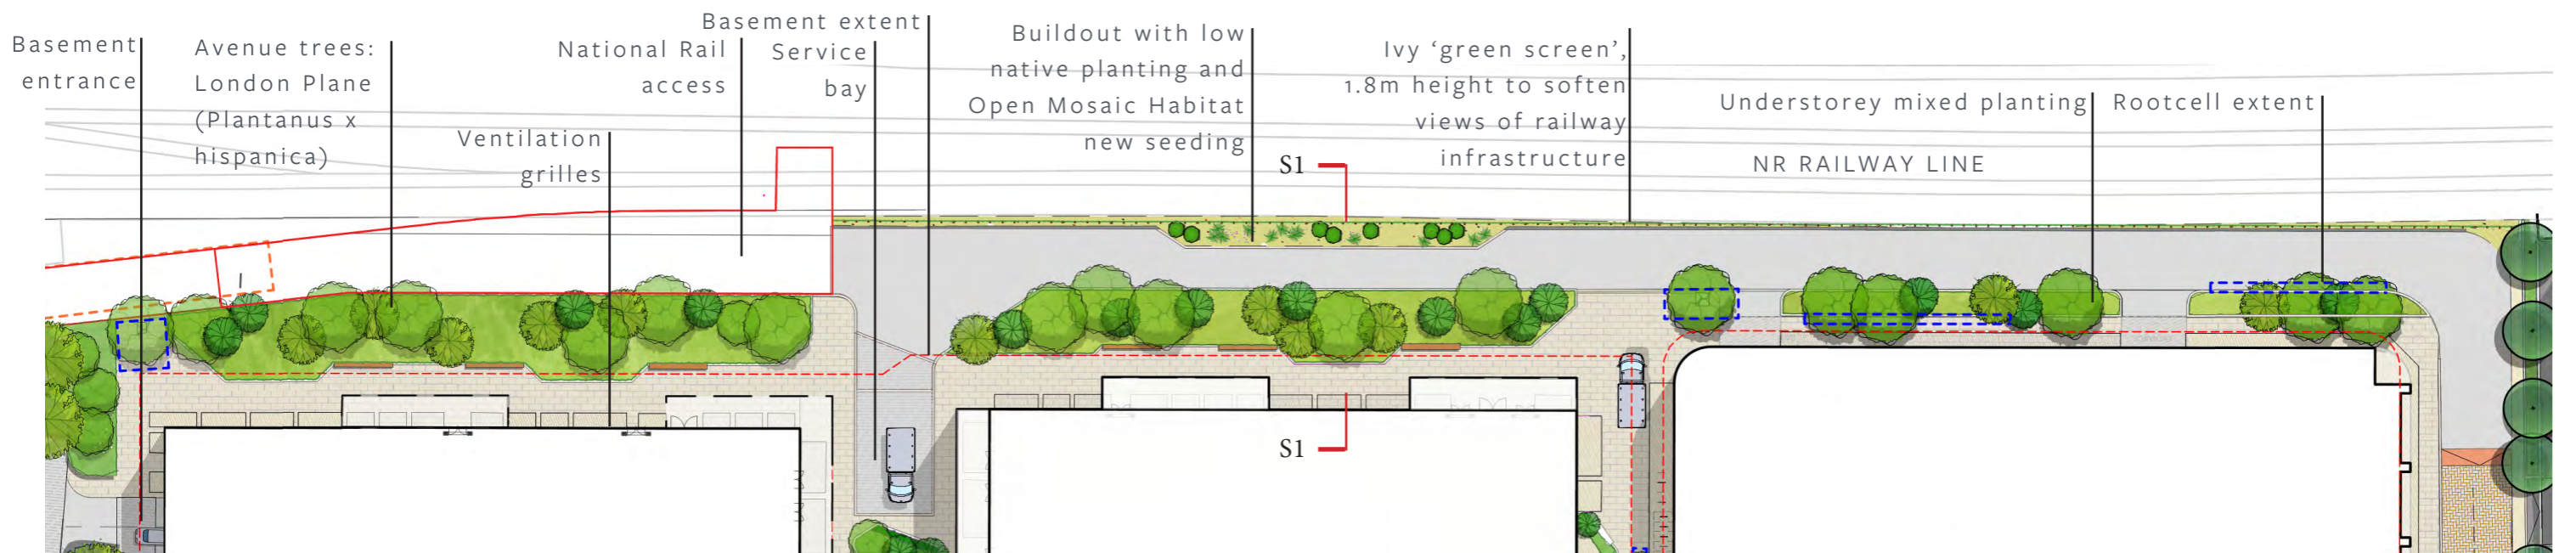 Basement
entrance
Avenue trees:
London Plane
(Plantanus x
hispanica)
Ventilation
grilles
National Rail
access
Basement extent
Service
bay
Buildout with low
native planting and
Open Mosaic Habitat
new seeding
Ivy ‘green screen’,
1.8m height to soften
views of railway
infrastructure
Understorey mixed planting
Rootcell extent
NR RAILWAY LINE
S1
S1